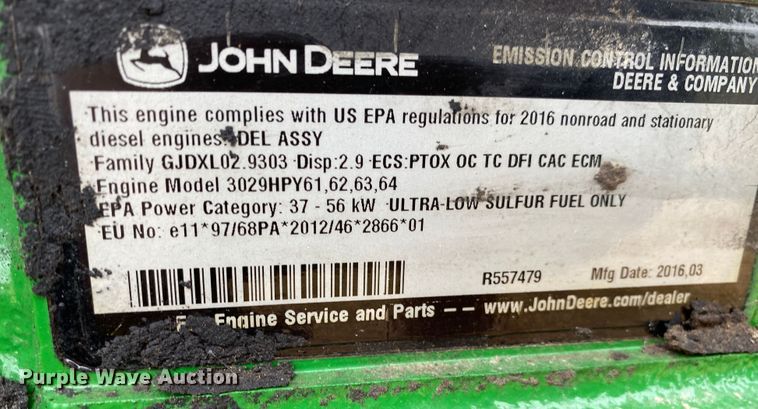 JOHN DEERE
EMISSION CONTROL INFORMATION
DEERE & COMPANY
This engine complies with US EPA regulations for 2016 nonroad and stationary
diesel engines. DEL ASSY
Family GJDXL02.9303 Disp:2.9 ECS:PTOX OC TC DFI CAC ECM
Engine Model 3029HPY61,62,63,64
EPA Power Category: 37 - 56 kW ULTRA-LOW SULFUR FUEL ONLY
EU No: e11*97/68PA*2012/46*2866*01
R557479 Mfg Date: 2016,03
Engine Service and Parts -- www.JohnDeere.com/dealer
Purple Wave Auction